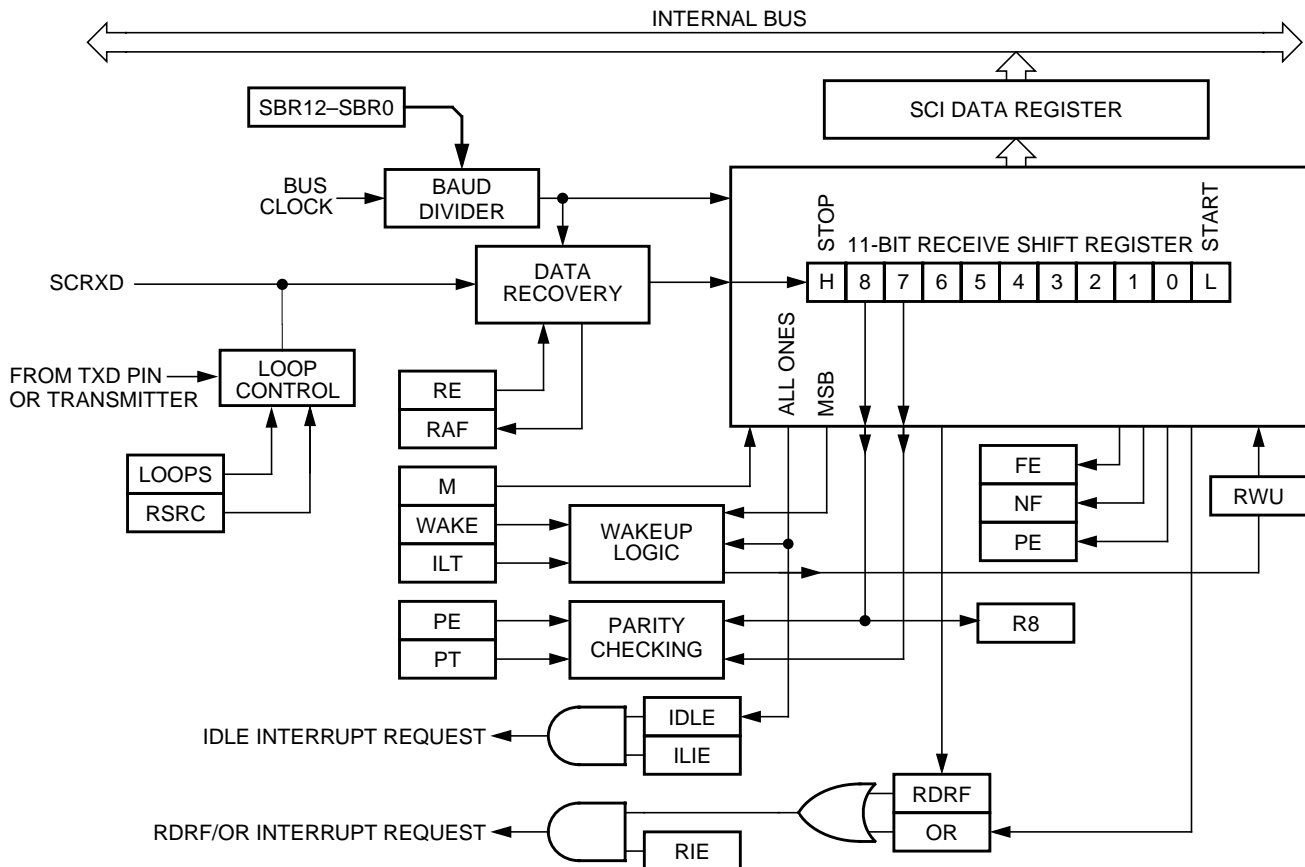 INTERNAL BUS
SBR12–SBR0
SCI DATA REGISTER
BUS
CLOCK
BAUD
DIVIDER
STOP
11-BIT RECEIVE SHIFT REGISTER
START
SCRXD
DATA
RECOVERY
H 8 7 6 5 4 3 2 1 0 L
ALL ONES
MSB
FROM TXD PIN
OR TRANSMITTER
LOOP
CONTROL
RE
RAF
LOOPS
RSRC
M
WAKE
ILT
WAKEUP
LOGIC
FE
NF
PE
RWU
PE
PT
PARITY
CHECKING
R8
IDLE INTERRUPT REQUEST
IDLE
ILIE
RDRF
OR
RDRF/OR INTERRUPT REQUEST
RIE